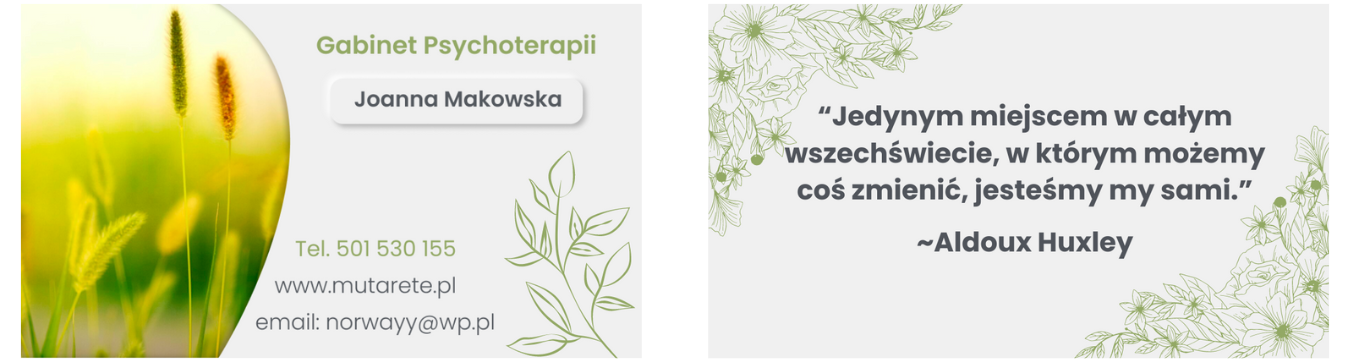 Gabinet Psychoterapii
Joanna Makowska
Tel. 501 530 155
www.mutarete.pl
email: norwayy@wp.pl
“Jedynym miejscem w całym
wszechświecie, w którym możemy
coś zmienić, jesteśmy my sami.”
~Aldoux Huxley